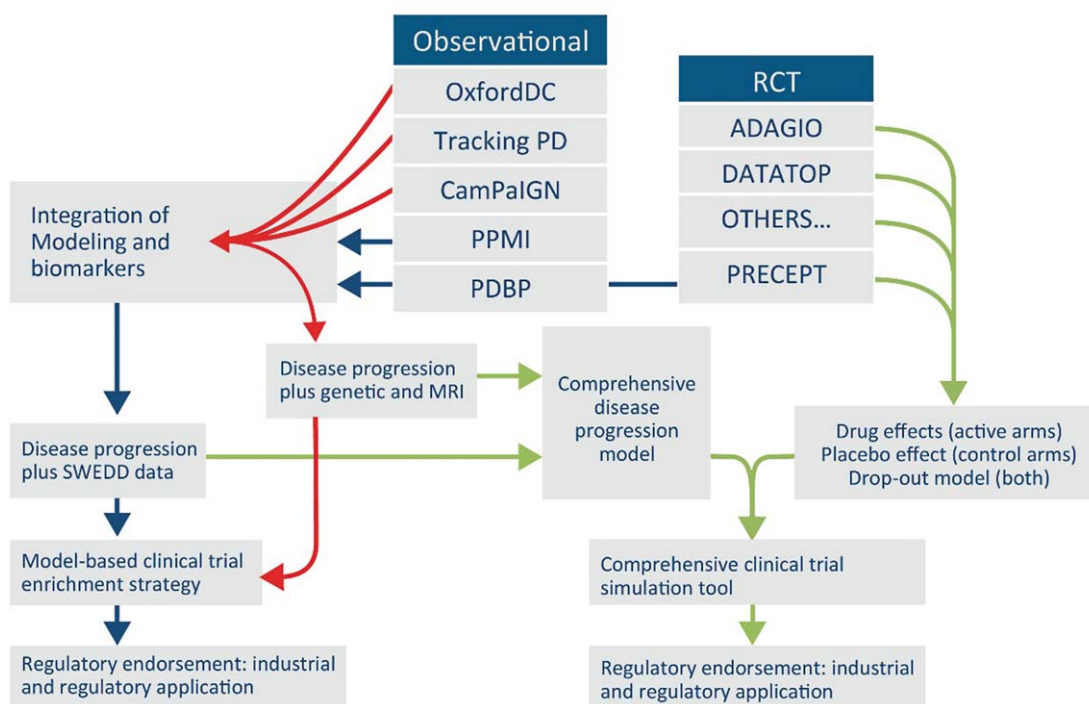 Observational
OxfordDC
Tracking PD
CamPaIGN
PPMI
PDBP
RCT
ADAGIO
DATATOP
OTHERS...
PRECEPT
Integration of
Modeling and
biomarkers
Disease progression
plus genetic and MRI
Comprehensive
disease
progression
model
Drug effects (active arms)
Placebo effect (control arms)
Drop-out model (both)
Disease progression
plus SWEDD data
Model-based clinical trial
enrichment strategy
Comprehensive clinical trial
simulation tool
Regulatory endorsement: industrial
and regulatory application
Regulatory endorsement: industrial
and regulatory application